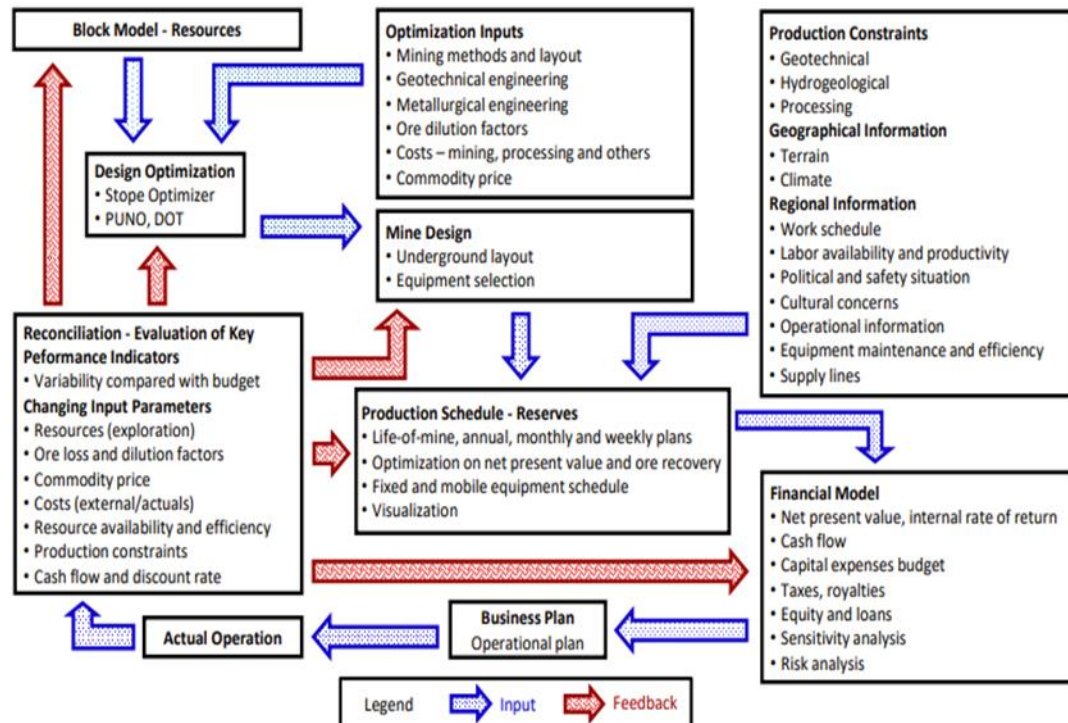 Block Model - Resources
Optimization Inputs
• Mining methods and layout
• Geotechnical engineering
• Metallurgical engineering
• Ore dilution factors
• Costs – mining, processing and others
• Commodity price
Production Constraints
• Geotechnical
• Hydrogeological
• Processing
Geographical Information
• Terrain
• Climate
Regional Information
• Work schedule
• Labor availability and productivity
• Political and safety situation
• Cultural concerns
• Operational information
• Equipment maintenance and efficiency
• Supply lines
Design Optimization
• Stope Optimizer
• PUNO, DOT
Mine Design
• Underground layout
• Equipment selection
Reconciliation - Evaluation of Key
Peformance Indicators
• Variability compared with budget
Changing Input Parameters
• Resources (exploration)
• Ore loss and dilution factors
• Commodity price
• Costs (external/actuals)
• Resource availability and efficiency
• Production constraints
• Cash flow and discount rate
Production Schedule - Reserves
• Life-of-mine, annual, monthly and weekly plans
• Optimization on net present value and ore recovery
• Fixed and mobile equipment schedule
• Visualization
Financial Model
• Net present value, internal rate of return
• Cash flow
• Capital expenses budget
• Taxes, royalties
• Equity and loans
• Sensitivity analysis
• Risk analysis
Business Plan
Operational plan
Actual Operation
Legend Input Feedback